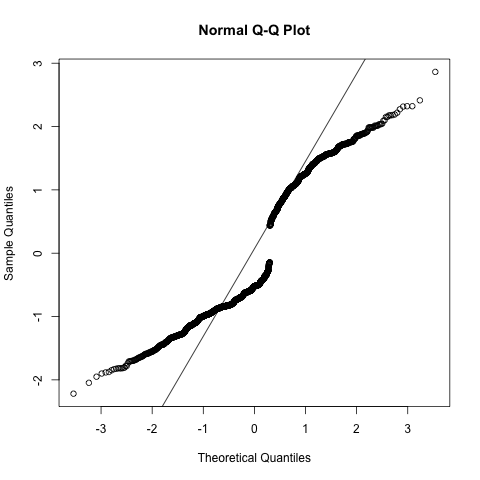 Normal Q-Q Plot
Sample Quantiles
3
2
1
0
-1
-2
-3 -2 -1 0 1 2 3
Theoretical Quantiles